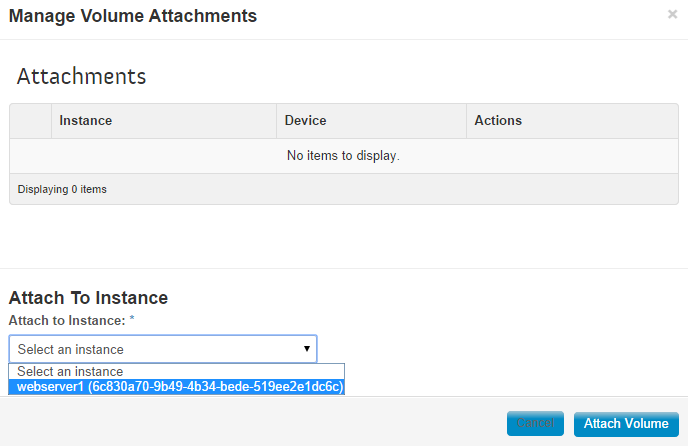 Manage Volume Attachments ×
Attachments
Instance Device Actions
No items to display.
Displaying 0 items
Attach To Instance
Attach to Instance: *
Select an instance
Select an instance
webserver1 (6c830a70-9b49-4b34-bede-519ee2e1dc6c)
Cancel Attach Volume